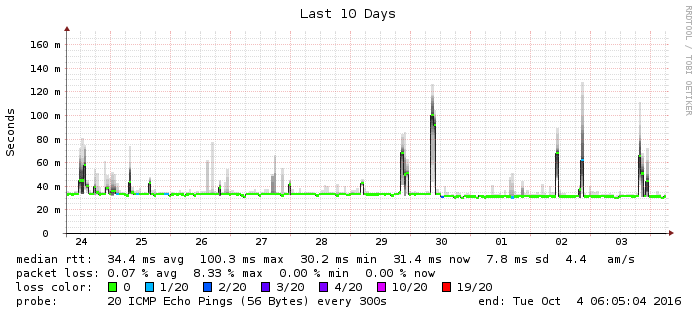 Last 10 Days
RRDTOOL / TOBI OETIKER
Seconds
160 m
140 m
120 m
100 m
80 m
60 m
40 m
20 m
0
24 25 26 27 28 29 30 01 02 03
median rtt: 34.4 ms avg 100.3 ms max 30.2 ms min 31.4 ms now 7.8 ms sd 4.4 am/s
packet loss: 0.07 % avg 8.33 % max 0.00 % min 0.00 % now
loss color: 0 1/20 2/20 3/20 4/20 10/20 19/20
probe: 20 ICMP Echo Pings (56 Bytes) every 300s end: Tue Oct 4 06:05:04 2016